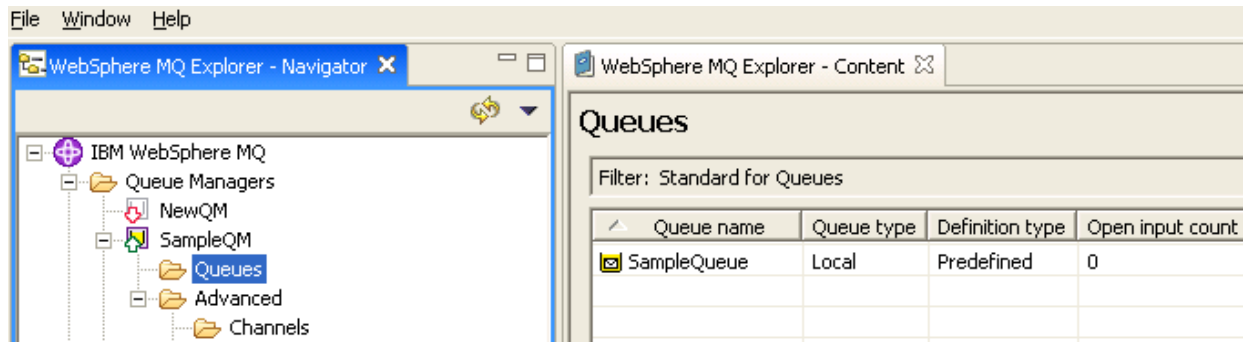 File Window Help
WebSphere MQ Explorer - Navigator
IBM WebSphere MQ
Queue Managers
NewQM
SampleQM
Queues
Advanced
Channels
WebSphere MQ Explorer - Content
Queues
Filter: Standard for Queues
Queue name Queue type Definition type Open input count
SampleQueue Local Predefined 0